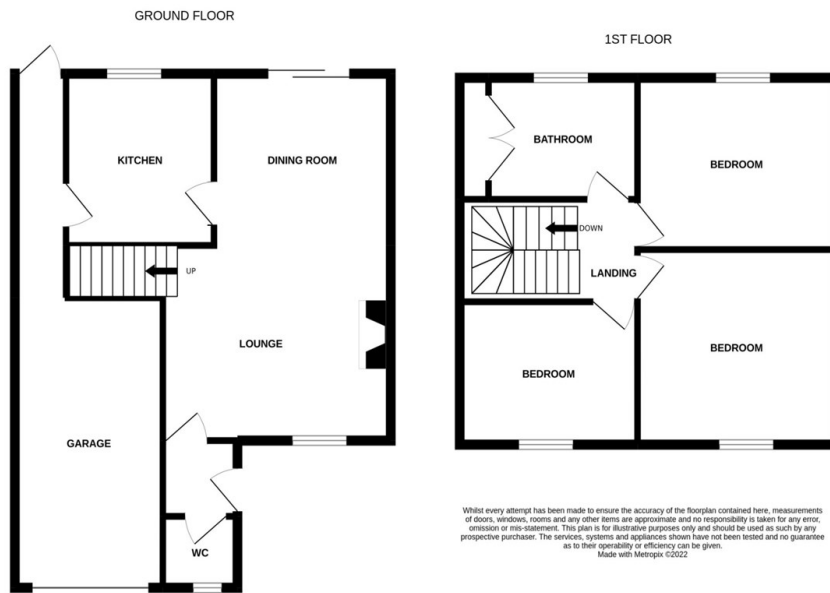 GROUND FLOOR
KITCHEN
DINING ROOM
UP
LOUNGE
GARAGE
WC
1ST FLOOR
BATHROOM
BEDROOM
DOWN
LANDING
BEDROOM
BEDROOM
Whilst every attempt has been made to ensure the accuracy of the floorplan contained here, measurements
of doors, windows, rooms and any other items are approximate and no responsibility is taken for any error,
omission or mis-statement. This plan is for illustrative purposes only and should be used as such by any
prospective purchaser. The services, systems and appliances shown have not been tested and no guarantee
as to their operability or efficiency can be given.
Made with Metropix ©2022